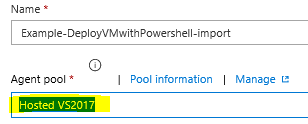 Name *
Example-DeployVMwithPowershell-import
Agent pool * | Pool information | Manage
Hosted VS2017